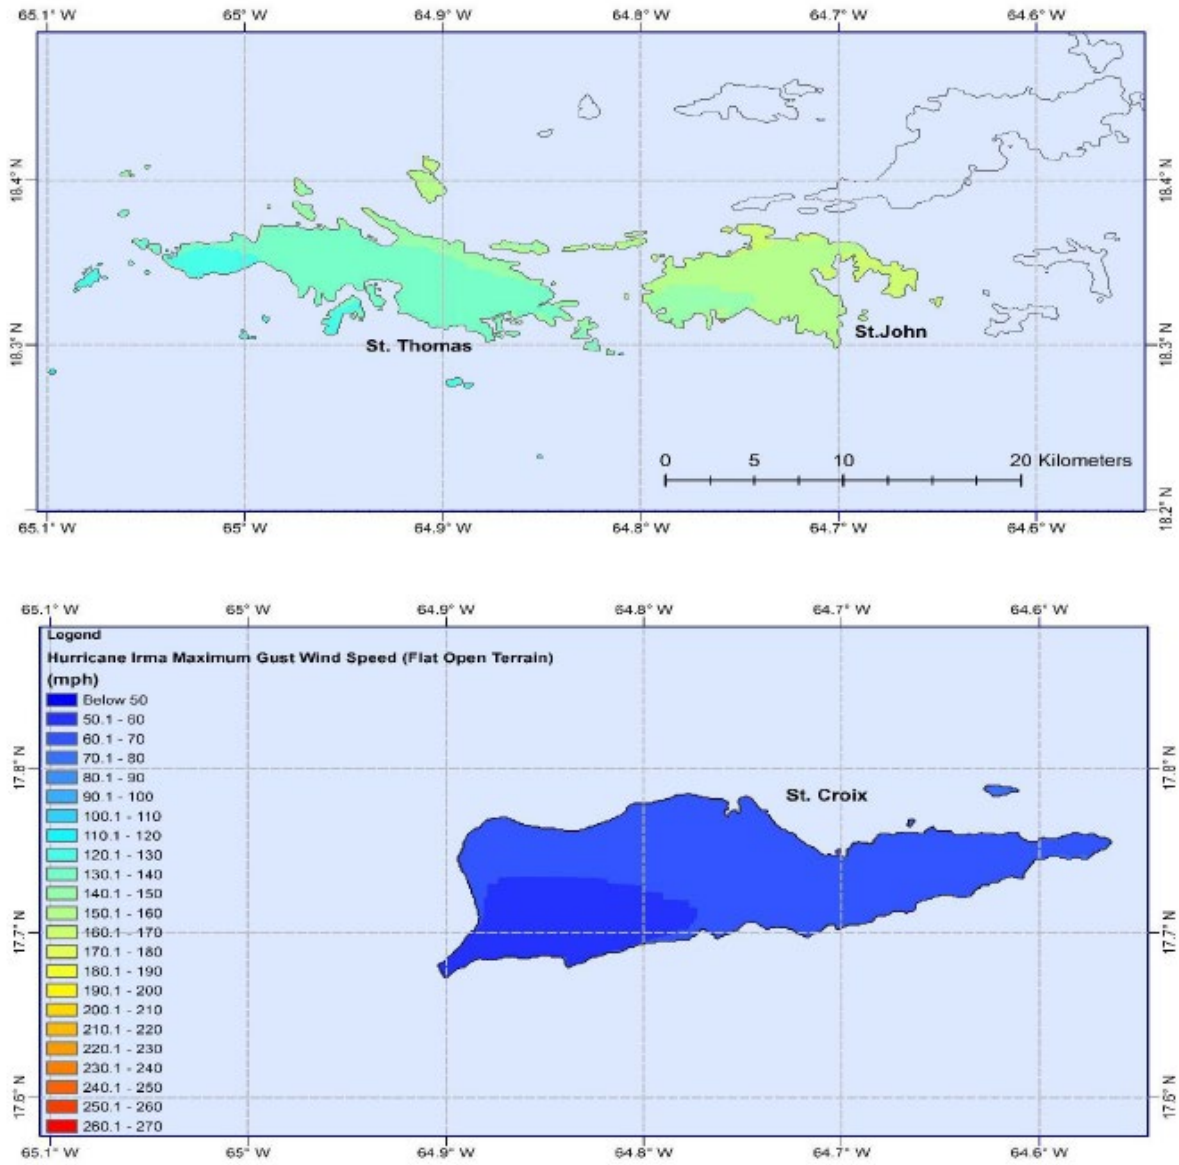 65.1° W 65° W 64.9° W 64.8° W 64.7° W 64.6° W
18.4° N 18.4° N
St.John
St. Thomas
18.3° N 18.3° N
0 5 10 20 Kilometers
18.2° N
65.1° W 65° W 64.9° W 64.8° W 64.7° W 64.6° W
65.1° W 65° W 64.9° W 64.8° W 64.7° W 64.6° W
Legend
Hurricane Irma Maximum Gust Wind Speed (Flat Open Terrain)
(mph)
Below 50
50.1 - 60
60.1 - 70
70.1 - 80
80.1 - 90
90.1 - 100
100.1 - 110
110.1 - 120
120.1 - 130
130.1 - 140
140.1 - 150
150.1 - 160
160.1 - 170
170.1 - 180
180.1 - 190
190.1 - 200
200.1 - 210
210.1 - 220
220.1 - 230
230.1 - 240
240.1 - 250
250.1 - 260
260.1 - 270
17.8° N 17.8° N
St. Croix
17.7° N 17.7° N
17.6° N 17.6° N
65.1° W 65° W 64.9° W 64.8° W 64.7° W 64.6° W